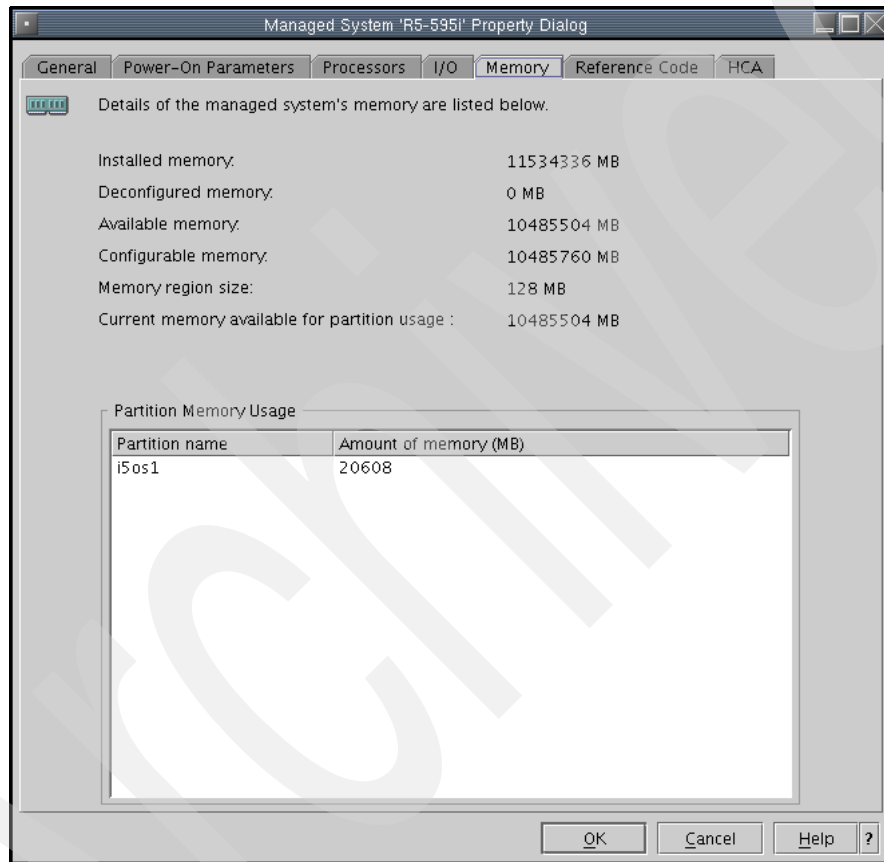 Managed System 'R5-595i' Property Dialog
General Power-On Parameters Processors I/O Memory Reference Code HCA
Details of the managed system's memory are listed below.
Installed memory: 11534336 MB
Deconfigured memory: 0 MB
Available memory: 10485504 MB
Configurable memory: 10485760 MB
Memory region size: 128 MB
Current memory available for partition usage : 10485504 MB
Partition Memory Usage
Partition name Amount of memory (MB)
i5os1 20608
OK Cancel Help ?